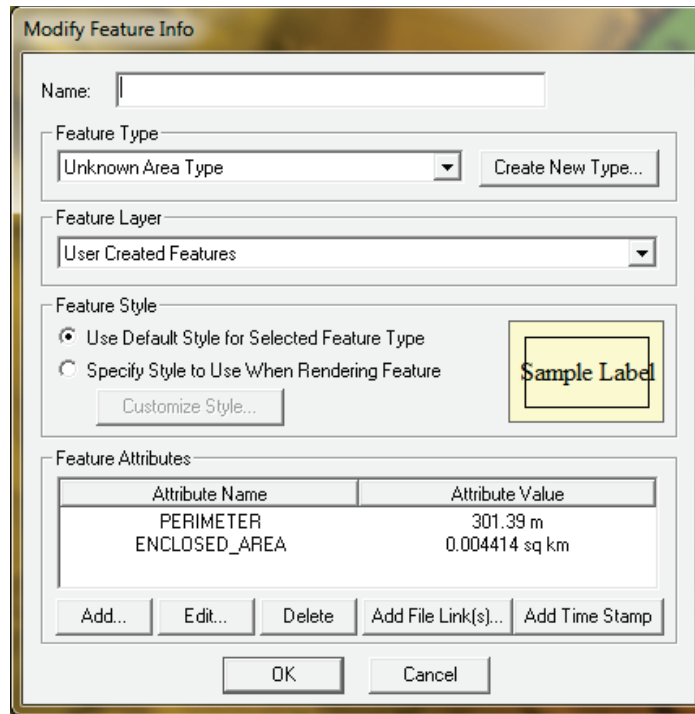 Modify Feature Info
Name:
Feature Type
Unknown Area Type Create New Type...
Feature Layer
User Created Features
Feature Style
Use Default Style for Selected Feature Type
Specify Style to Use When Rendering Feature
Customize Style...
Sample Label
Feature Attributes
Attribute Name Attribute Value
PERIMETER 301.39 m
ENCLOSED_AREA 0.004414 sq km
Add... Edit... Delete Add File Link(s)... Add Time Stamp
OK Cancel